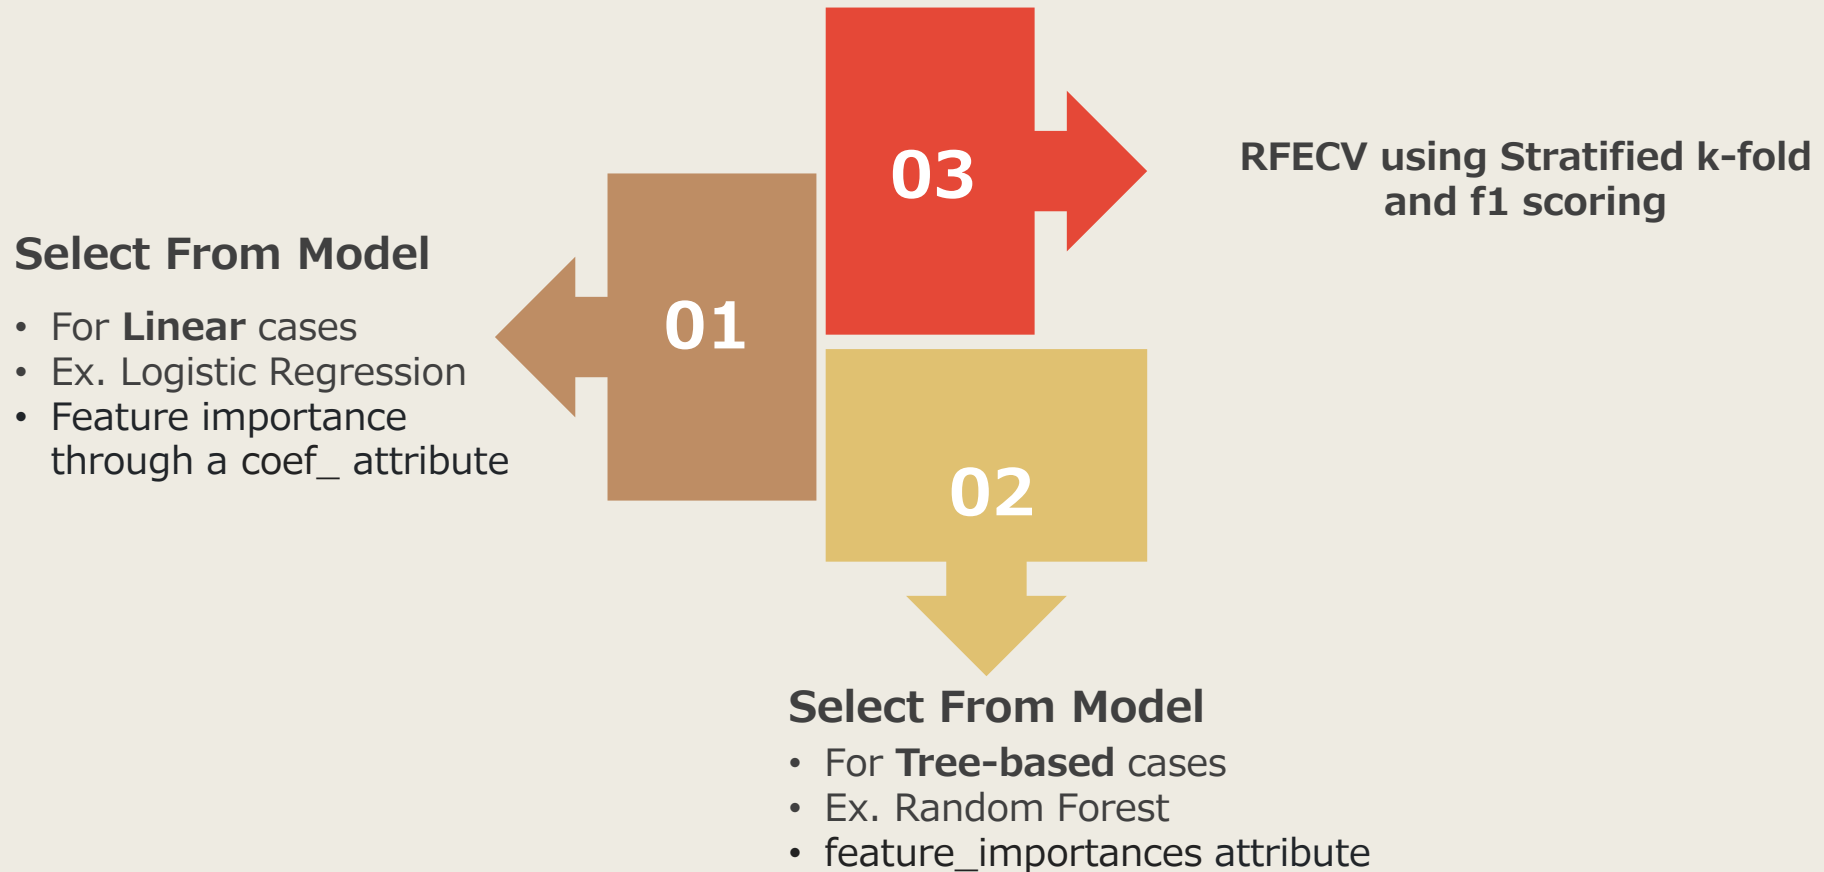 03
RFECV using Stratified k-fold
and f1 scoring
Select From Model
• For Linear cases
• Ex. Logistic Regression
• Feature importance
through a coef_ attribute
01
02
Select From Model
• For Tree-based cases
• Ex. Random Forest
• feature_importances attribute